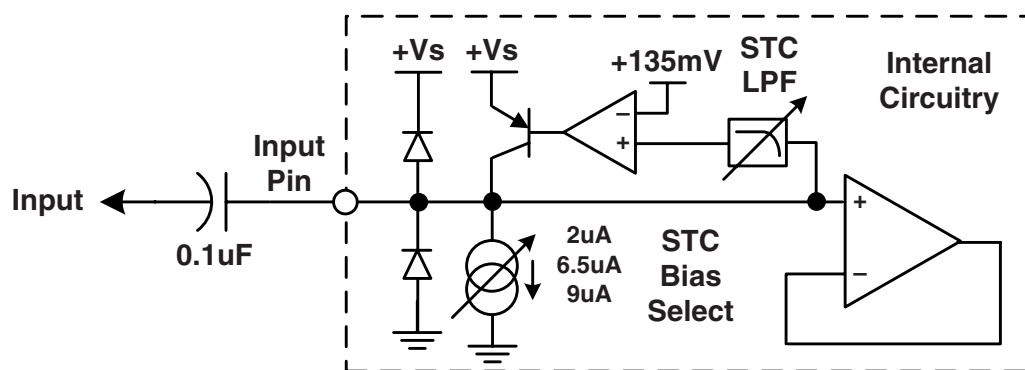 +Vs
+Vs
+135mV
STC
LPF
Internal
Circuitry
−
+
Input
Pin
Input
0.1uF
2uA
6.5uA
9uA
STC
Bias
Select
+
−